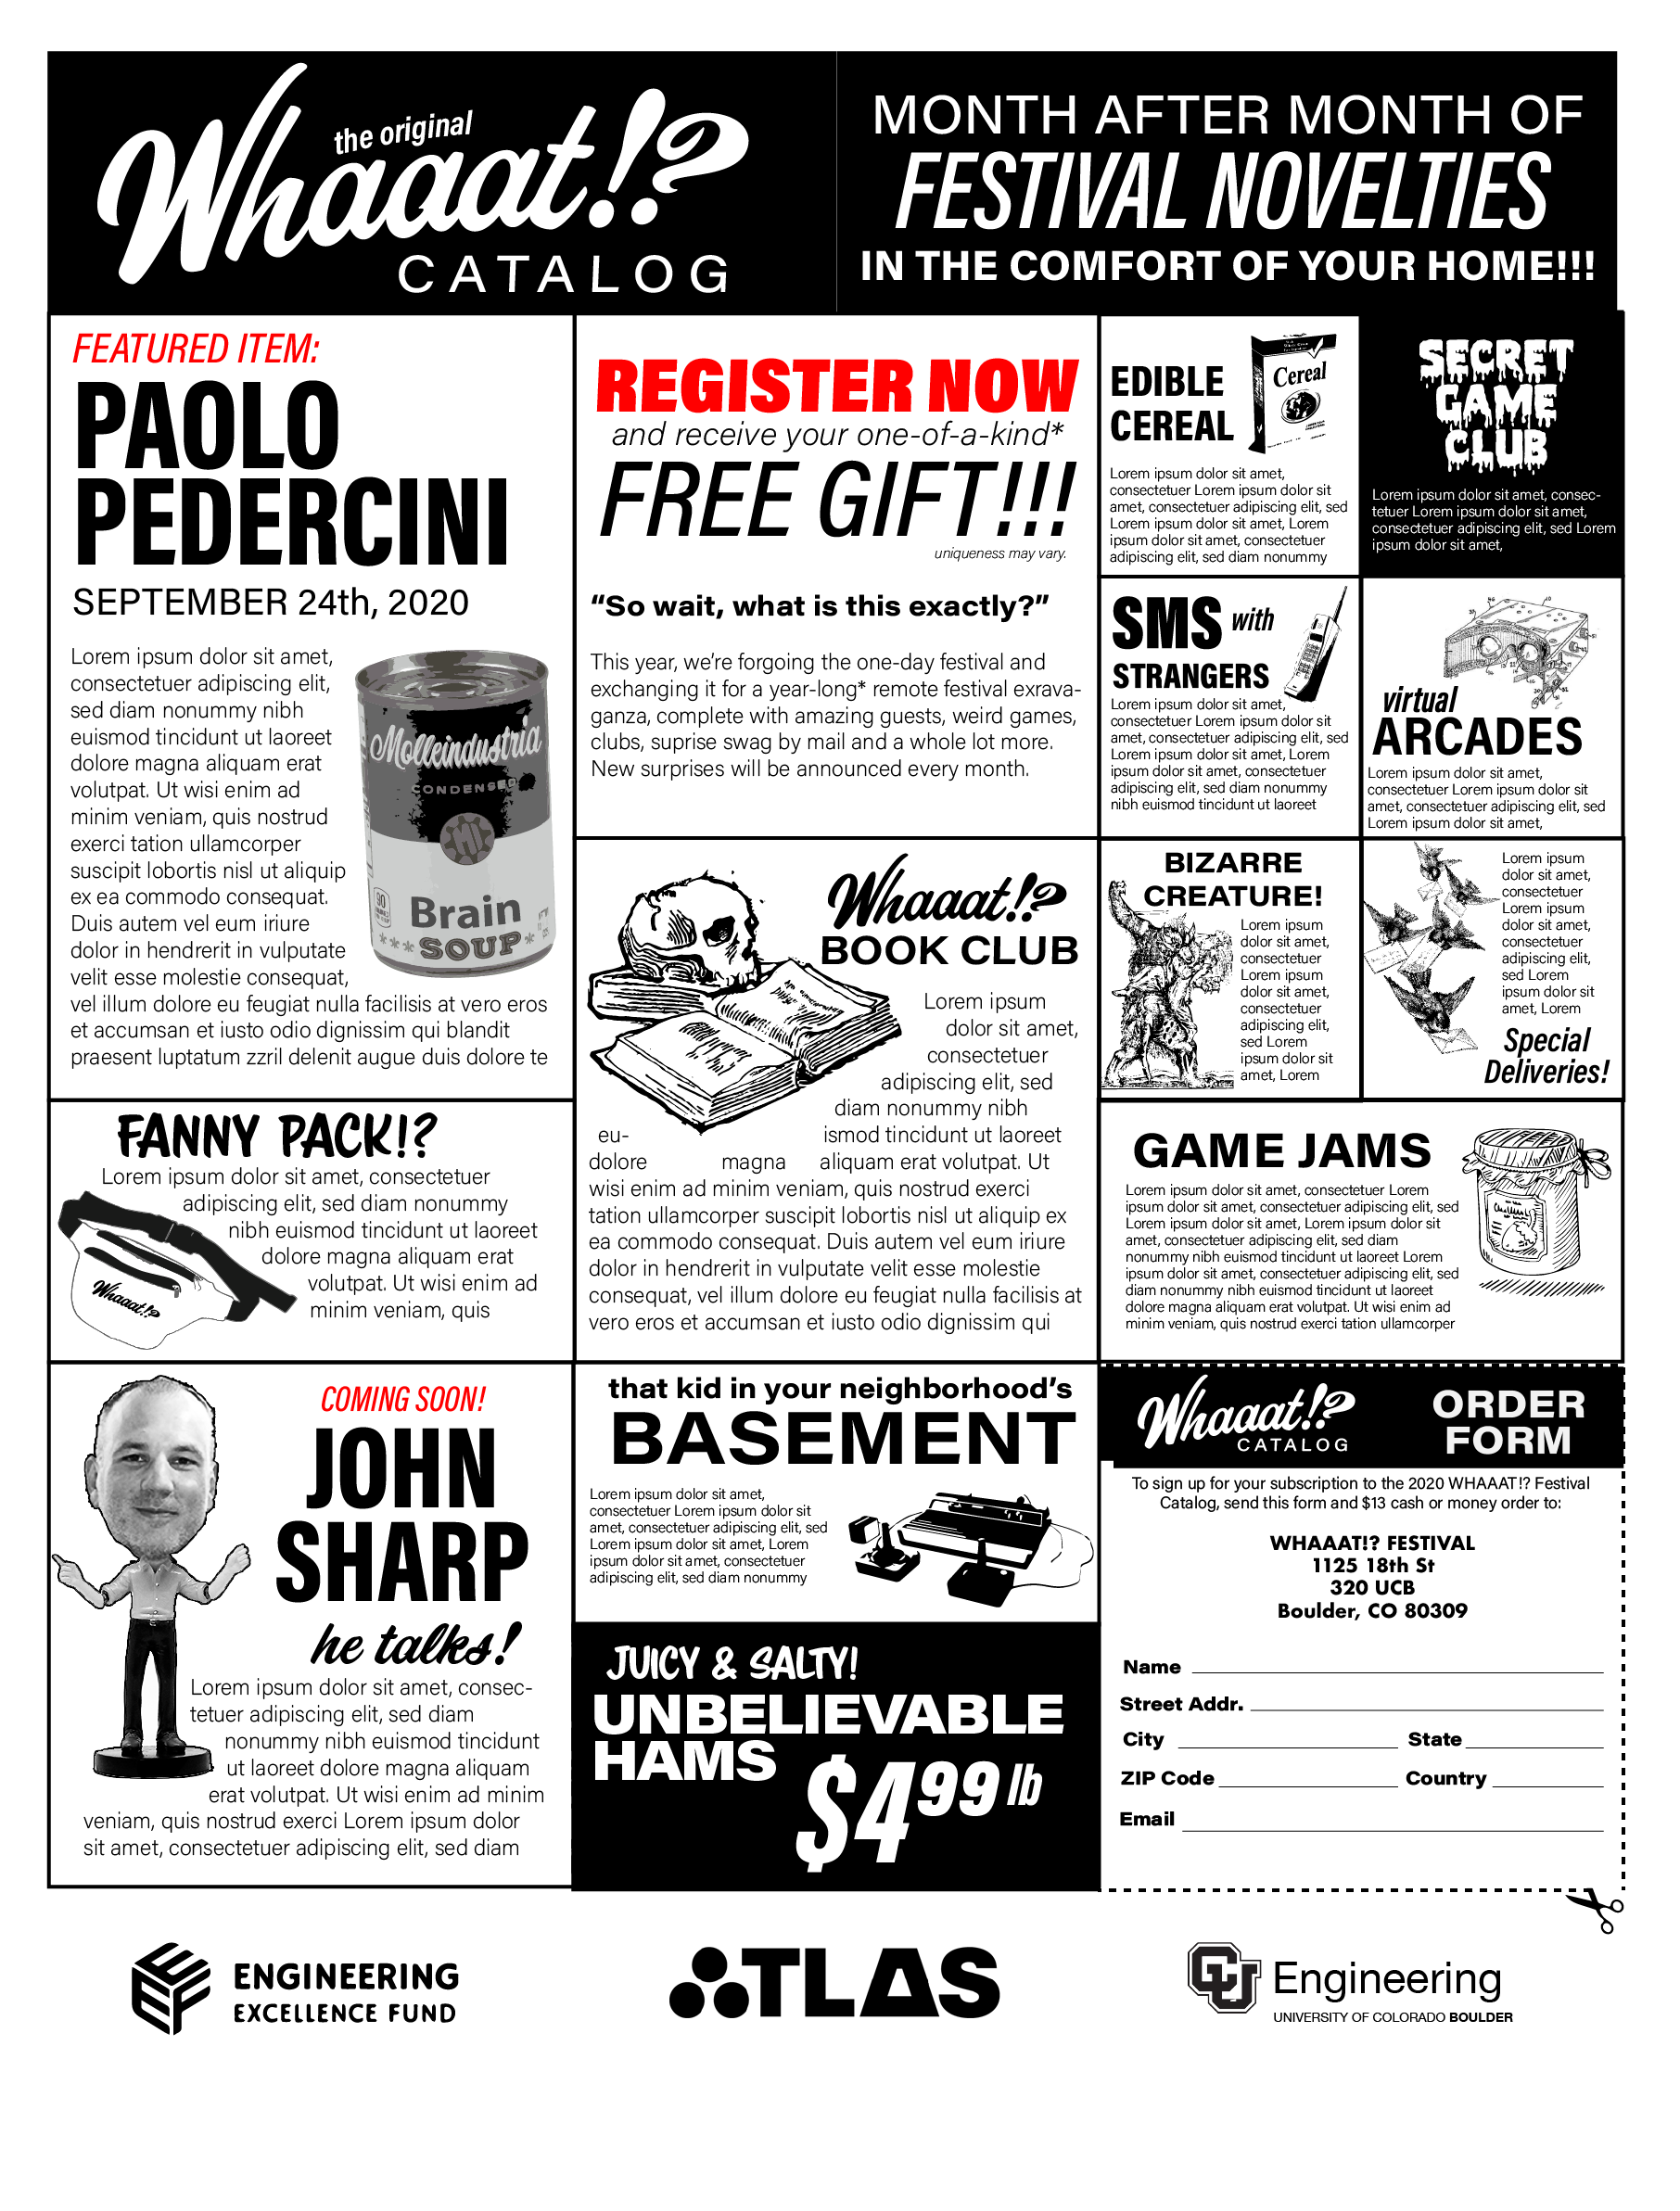 the original
Whaaat!?
CATALOG
MONTH AFTER MONTH OF
FESTIVAL NOVELTIES
IN THE COMFORT OF YOUR HOME!!!
FEATURED ITEM:
PAOLO
PEDERCINI
SEPTEMBER 24th, 2020
Lorem ipsum dolor sit amet,
consectetuer adipiscing elit,
sed diam nonummy nibh
euismod tincidunt ut laoreet
dolore magna aliquam erat
volutpat. Ut wisi enim ad
minim veniam, quis nostrud
exerci tation ullamcorper
suscipit lobortis nisl ut aliquip
ex ea commodo consequat.
Duis autem vel eum iriure
dolor in hendrerit in vulputate
velit esse molestie consequat,
vel illum dolore eu feugiat nulla facilisis at vero eros
et accumsan et iusto odio dignissim qui blandit
praesent luptatum zzril delenit augue duis dolore te
Molleindustria
CONDENSED
MI
90
Brain
SOUP
REGISTER NOW
and receive your one-of-a-kind*
FREE GIFT!!!
uniqueness may vary.
“So wait, what is this exactly?”
This year, we’re forgoing the one-day festival and
exchanging it for a year-long* remote festival exrava-
ganza, complete with amazing guests, weird games,
clubs, suprise swag by mail and a whole lot more.
New surprises will be announced every month.
EDIBLE
CEREAL
Cereal
Lorem ipsum dolor sit amet,
consectetuer Lorem ipsum dolor sit
amet, consectetuer adipiscing elit, sed
Lorem ipsum dolor sit amet, Lorem
ipsum dolor sit amet, consectetuer
adipiscing elit, sed diam nonummy
SECRET
GAME
CLUB
Lorem ipsum dolor sit amet, consec-
tetuer Lorem ipsum dolor sit amet,
consectetuer adipiscing elit, sed Lorem
ipsum dolor sit amet,
SMS with
STRANGERS
Lorem ipsum dolor sit amet,
consectetuer Lorem ipsum dolor sit
amet, consectetuer adipiscing elit, sed
Lorem ipsum dolor sit amet, Lorem
ipsum dolor sit amet, consectetuer
adipiscing elit, sed diam nonummy
nibh euismod tincidunt ut laoreet
virtual
ARCADES
Lorem ipsum dolor sit amet,
consectetuer Lorem ipsum dolor sit
amet, consectetuer adipiscing elit, sed
Lorem ipsum dolor sit amet,
Whaaat!?
BOOK CLUB
Lorem ipsum
dolor sit amet,
consectetuer
adipiscing elit, sed
diam nonummy nibh
eu- ismod tincidunt ut laoreet
dolore magna aliquam erat volutpat. Ut
wisi enim ad minim veniam, quis nostrud exerci
tation ullamcorper suscipit lobortis nisl ut aliquip ex
ea commodo consequat. Duis autem vel eum iriure
dolor in hendrerit in vulputate velit esse molestie
consequat, vel illum dolore eu feugiat nulla facilisis at
vero eros et accumsan et iusto odio dignissim qui
BIZARRE
CREATURE!
Lorem ipsum
dolor sit amet,
consectetuer
Lorem ipsum
dolor sit amet,
consectetuer
adipiscing elit,
sed Lorem
ipsum dolor sit
amet, Lorem
Lorem ipsum
dolor sit amet,
consectetuer
Lorem ipsum
dolor sit amet,
consectetuer
adipiscing elit,
sed Lorem
ipsum dolor sit
amet, Lorem
Special
Deliveries!
FANNY PACK!?
Lorem ipsum dolor sit amet, consectetuer
adipiscing elit, sed diam nonummy
nibh euismod tincidunt ut laoreet
dolore magna aliquam erat
volutpat. Ut wisi enim ad
minim veniam, quis
Whaaat!?
GAME JAMS
Lorem ipsum dolor sit amet, consectetuer Lorem
ipsum dolor sit amet, consectetuer adipiscing elit, sed
Lorem ipsum dolor sit amet, Lorem ipsum dolor sit
amet, consectetuer adipiscing elit, sed diam
nonummy nibh euismod tincidunt ut laoreet Lorem
ipsum dolor sit amet, consectetuer adipiscing elit, sed
diam nonummy nibh euismod tincidunt ut laoreet
dolore magna aliquam erat volutpat. Ut wisi enim ad
minim veniam, quis nostrud exerci tation ullamcorper
COMING SOON!
JOHN
SHARP
he talks!
Lorem ipsum dolor sit amet, consec-
tetuer adipiscing elit, sed diam
nonummy nibh euismod tincidunt
ut laoreet dolore magna aliquam
erat volutpat. Ut wisi enim ad minim
veniam, quis nostrud exerci Lorem ipsum dolor
sit amet, consectetuer adipiscing elit, sed diam
that kid in your neighborhood’s
BASEMENT
Lorem ipsum dolor sit amet,
consectetuer Lorem ipsum dolor sit
amet, consectetuer adipiscing elit, sed
Lorem ipsum dolor sit amet, Lorem
ipsum dolor sit amet, consectetuer
adipiscing elit, sed diam nonummy
JUICY & SALTY!
UNBELIEVABLE
HAMS
$4 99 lb
Whaaat!?
CATALOG
ORDER
FORM
To sign up for your subscription to the 2020 WHAAAT!? Festival
Catalog, send this form and $13 cash or money order to:
WHAAAT!? FESTIVAL
1125 18th St
320 UCB
Boulder, CO 80309
Name
Street Addr.
City State
ZIP Code Country
Email
EEF
ENGINEERING
EXCELLENCE FUND
ATLAS
CU
Engineering
UNIVERSITY OF COLORADO BOULDER